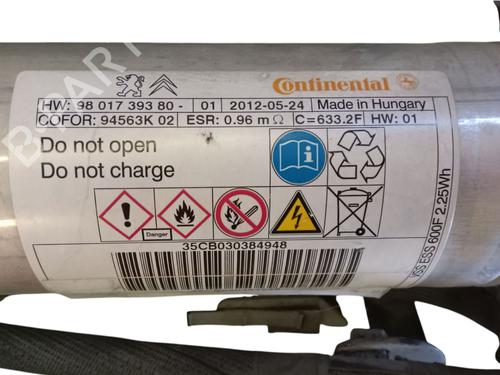 Continental
HW: 98 017 393 80- 01 2012-05-24 Made in Hungary
COFOR: 94563K 02 ESR: 0.96 mΩ C=633.2F HW: 01
Do not open
Do not charge
Danger
35CB030384948
ESS 600F 2.25Wh